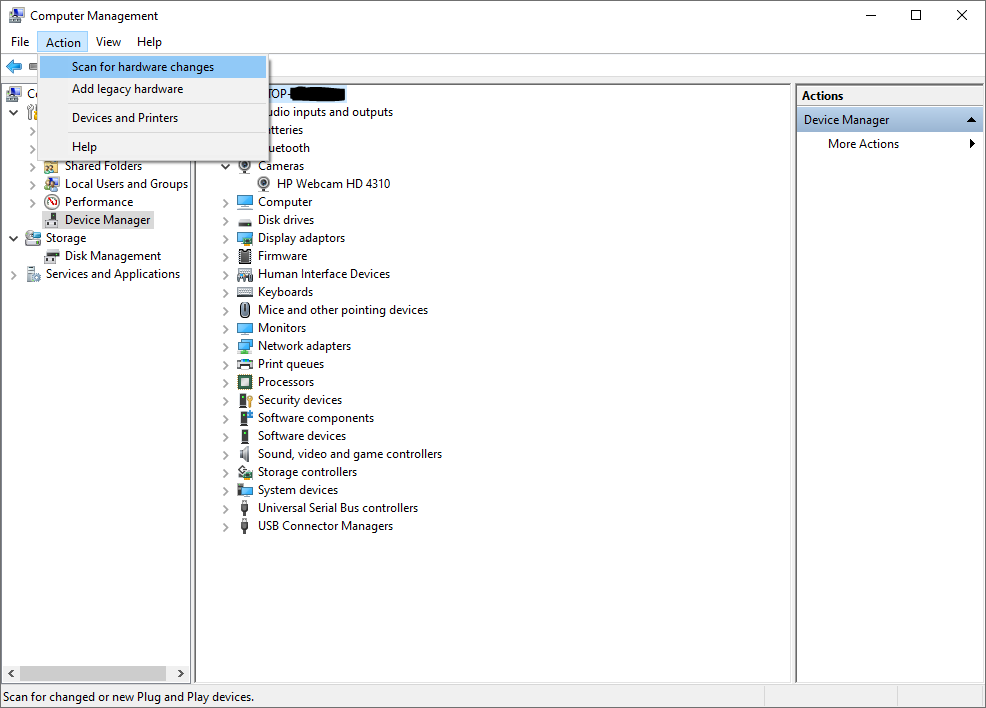 Computer Management
File Action View Help
Scan for hardware changes
Add legacy hardware
Devices and Printers
Help
Shared Folders
Local Users and Groups
Performance
Device Manager
Storage
Disk Management
Services and Applications
TOP-
dio inputs and outputs
tteries
uetooth
Cameras
HP Webcam HD 4310
Computer
Disk drives
Display adaptors
Firmware
Human Interface Devices
Keyboards
Mice and other pointing devices
Monitors
Network adapters
Print queues
Processors
Security devices
Software components
Software devices
Sound, video and game controllers
Storage controllers
System devices
Universal Serial Bus controllers
USB Connector Managers
Actions
Device Manager
More Actions
Scan for changed or new Plug and Play devices.